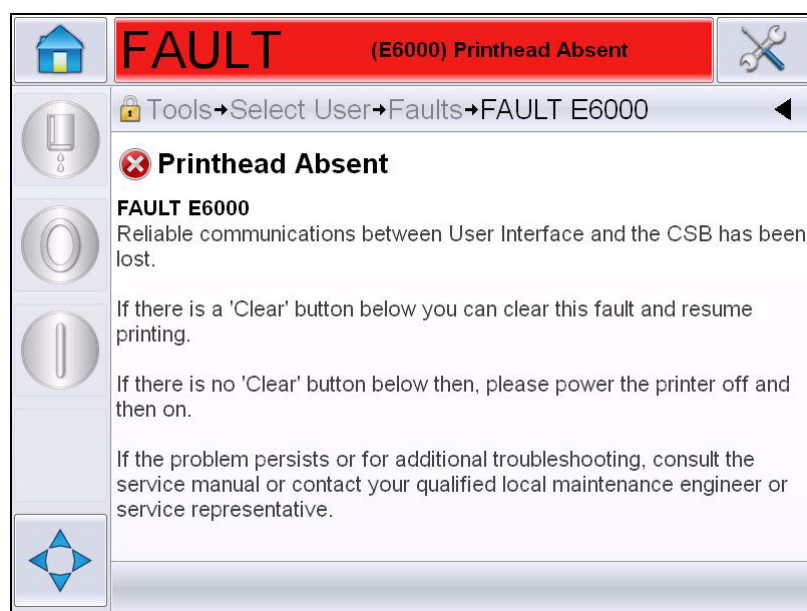 FAULT (E6000) Printhead Absent
Tools→Select User→Faults→FAULT E6000
Printhead Absent
FAULT E6000
Reliable communications between User Interface and the CSB has been
lost.
If there is a 'Clear' button below you can clear this fault and resume
printing.
If there is no 'Clear' button below then, please power the printer off and
then on.
If the problem persists or for additional troubleshooting, consult the
service manual or contact your qualified local maintenance engineer or
service representative.